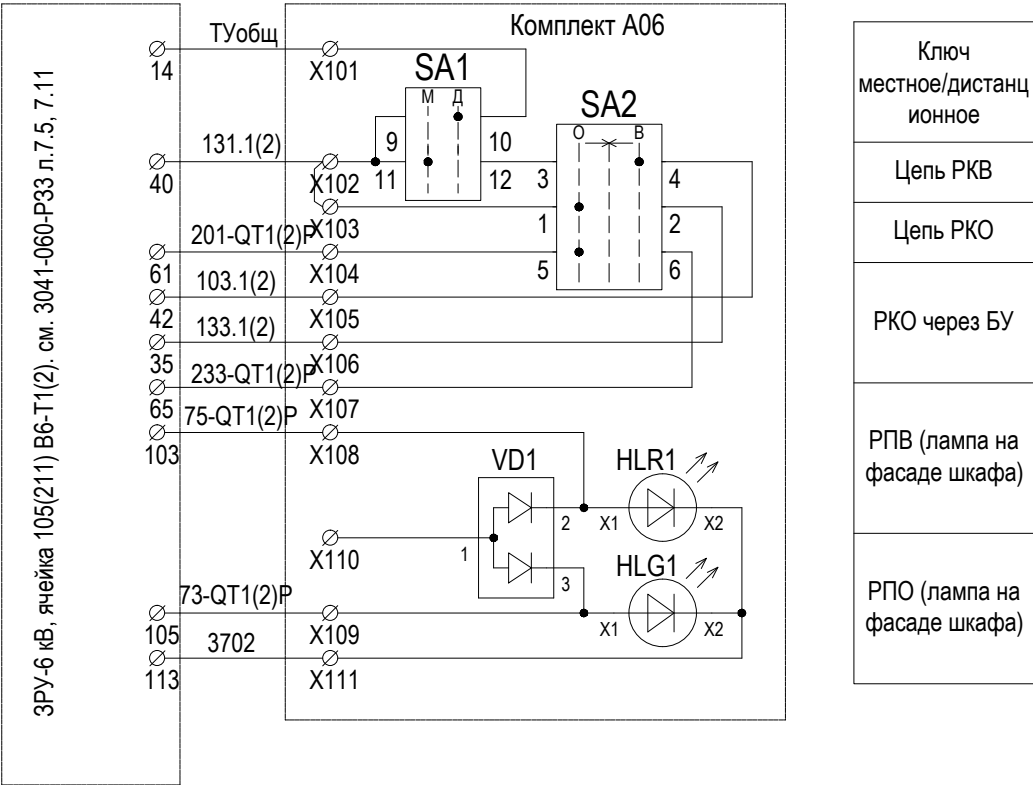 ЗРУ-6 кВ, ячейка 105(211) В6-Т1(2). см. 3041-060-РЗЗ л.7.5, 7.11
Комплект А06
14
ТУобщ
X101
SA1
М Д
9 10
11 12
SA2
О В
3 4
1 2
5 6
40
131.1(2)
X102
X103
61
201-QT1(2)Р
X104
42
103.1(2)
X105
35
133.1(2)
X106
65
233-QT1(2)Р
X107
103
75-QT1(2)Р
X108
VD1
1
2
3
HLR1
X1 X2
X110
HLG1
X1 X2
105
73-QT1(2)Р
X109
113
3702
X111
Ключ
местное/дистанц
ионное
Цепь РКВ
Цепь РКО
РКО через БУ
РПВ (лампа на
фасаде шкафа)
РПО (лампа на
фасаде шкафа)